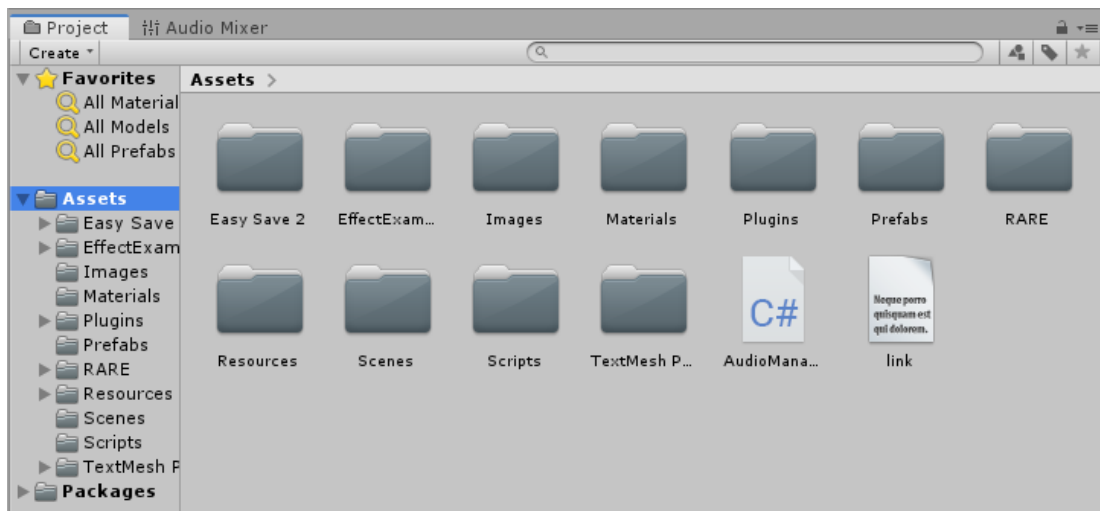 Project
Audio Mixer
Create
Favorites
All Material
All Models
All Prefabs
Assets
Easy Save
EffectExam
Images
Materials
Plugins
Prefabs
RARE
Resources
Scenes
Scripts
TextMesh P
Packages
Assets >
Easy Save 2
EffectExam...
Images
Materials
Plugins
Prefabs
RARE
Resources
Scenes
Scripts
TextMesh P...
C#
AudioMana...
Neque porro
quisquam est
qui dolorem.
link